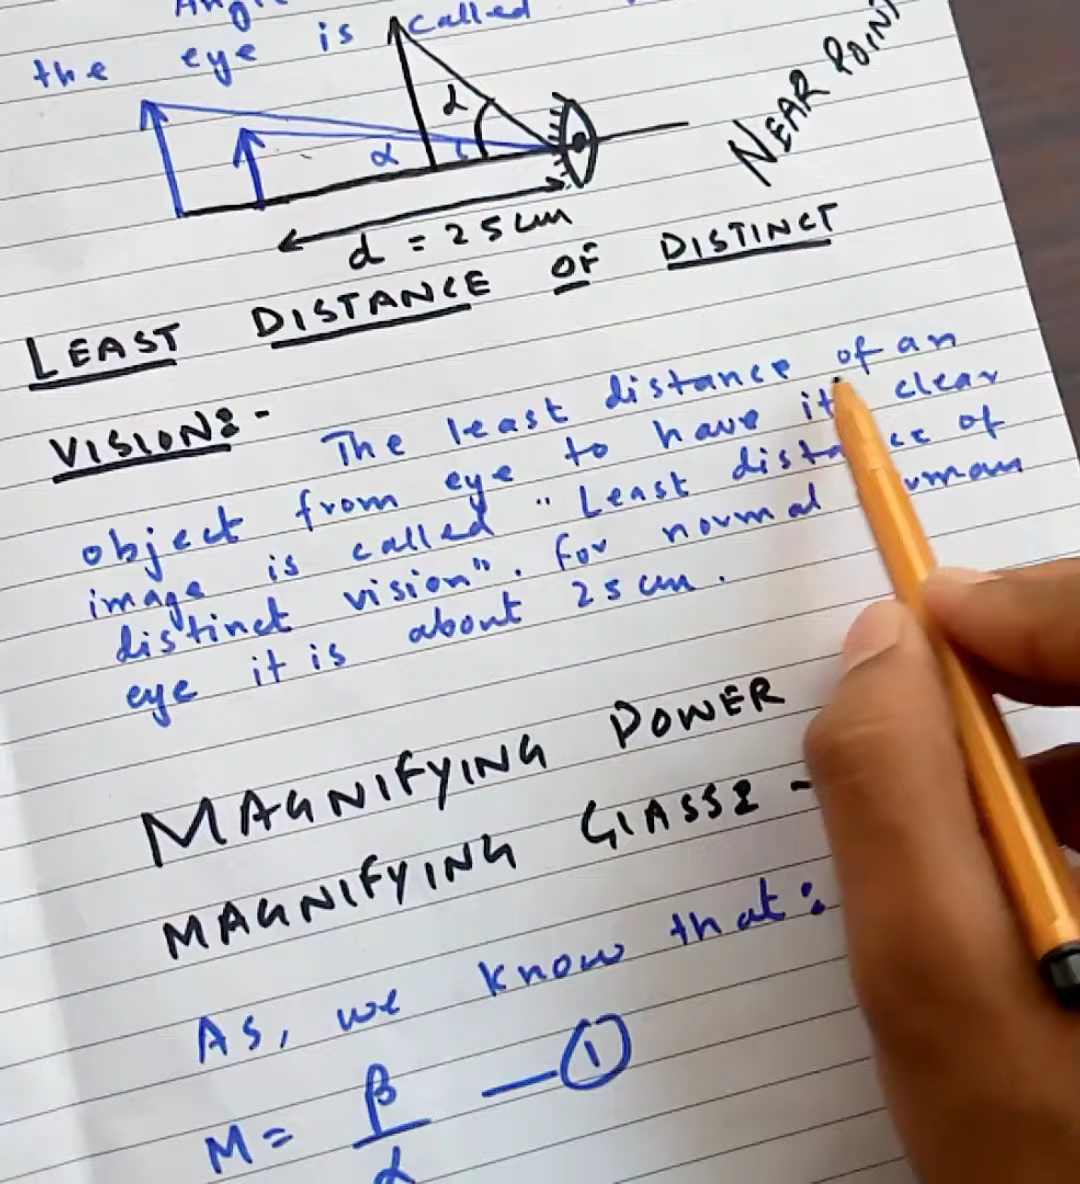 the eye is called
α
α
NEAR POINT
d = 25 cm
LEAST DISTANCE OF DISTINCT
VISION:-
The least distance of an
object from eye to have its clear
image is called "Least distance of
distinct vision". For normal human
eye it is about 25 cm.
MAGNIFYING POWER
MAGNIFYING GLASS:-
As, we know that:
M = β/α — ①